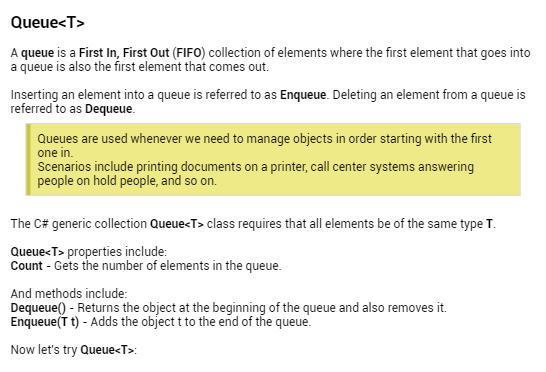 Queue<T>
A queue is a First In, First Out (FIFO) collection of elements where the first element that goes into
a queue is also the first element that comes out.
Inserting an element into a queue is referred to as Enqueue. Deleting an element from a queue is
referred to as Dequeue.
Queues are used whenever we need to manage objects in order starting with the first
one in.
Scenarios include printing documents on a printer, call center systems answering
people on hold people, and so on.
The C# generic collection Queue<T> class requires that all elements be of the same type T.
Queue<T> properties include:
Count - Gets the number of elements in the queue.
And methods include:
Dequeue() - Returns the object at the beginning of the queue and also removes it.
Enqueue(T t) - Adds the object t to the end of the queue.
Now let's try Queue<T>: